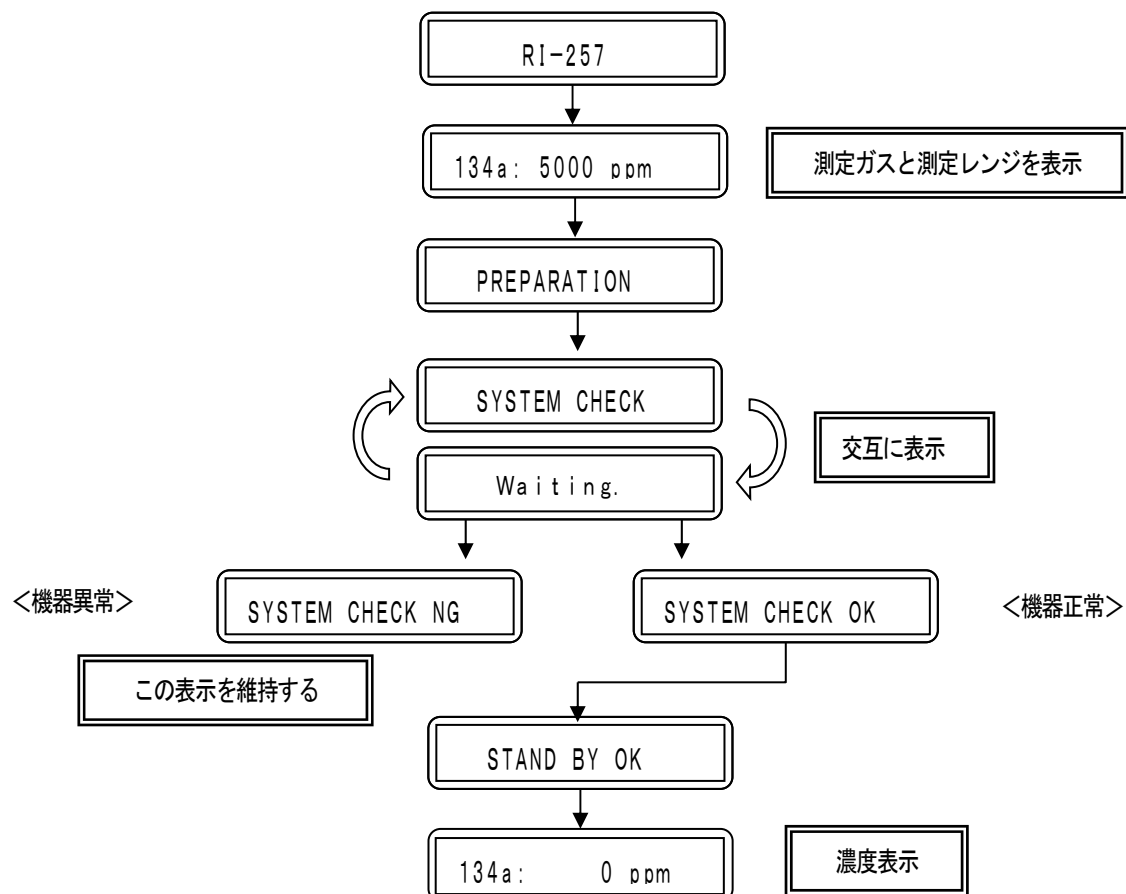 RI-257
134a: 5000 ppm
測定ガスと測定レンジを表示
PREPARATION
SYSTEM CHECK
交互に表示
Waiting.
＜機器異常＞
SYSTEM CHECK NG
SYSTEM CHECK OK
＜機器正常＞
この表示を維持する
STAND BY OK
134a: 0 ppm
濃度表示